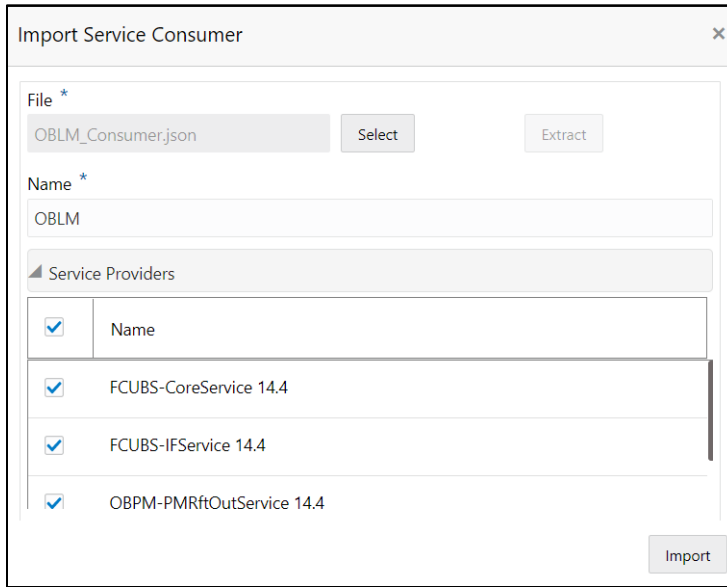 Import Service Consumer ×
File *
OBLM_Consumer.json Select Extract
Name *
OBLM
Service Providers
Name
FCUBS-CoreService 14.4
FCUBS-IFService 14.4
OBPM-PMRftOutService 14.4
Import